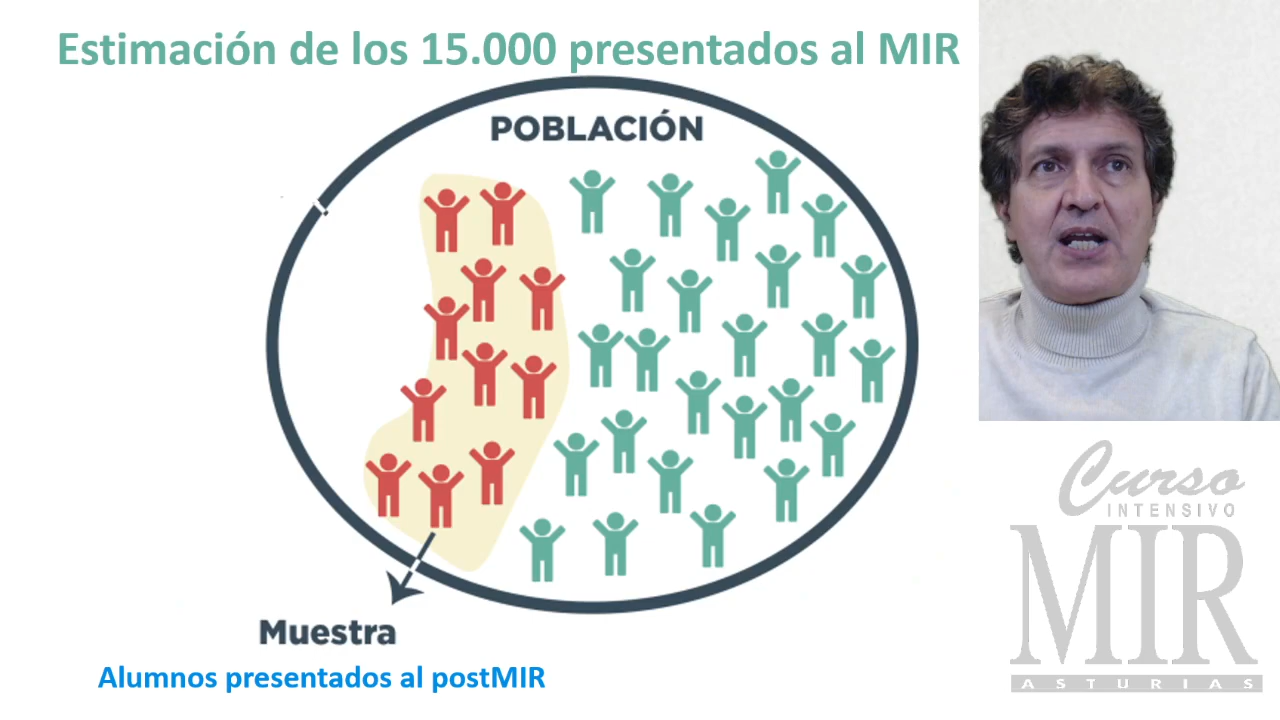 Estimación de los 15.000 presentados al MIR
POBLACIÓN
Muestra
Alumnos presentados al postMIR
Curso
INTENSIVO
MIR
ASTURIAS